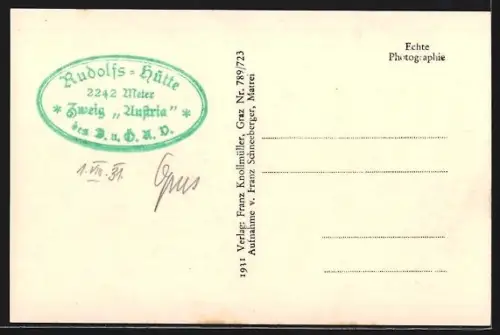 Rudolfs=Hütte
2242 Meter
* Zweig „Austria" *
des D. u. Ö. A. V.
1. VIII. 31.
1931 Verlag: Franz Knollmüller, Graz Nr. 789/723
Aufnahme v. Franz Schneeberger, Matrei
Echte
Photographie